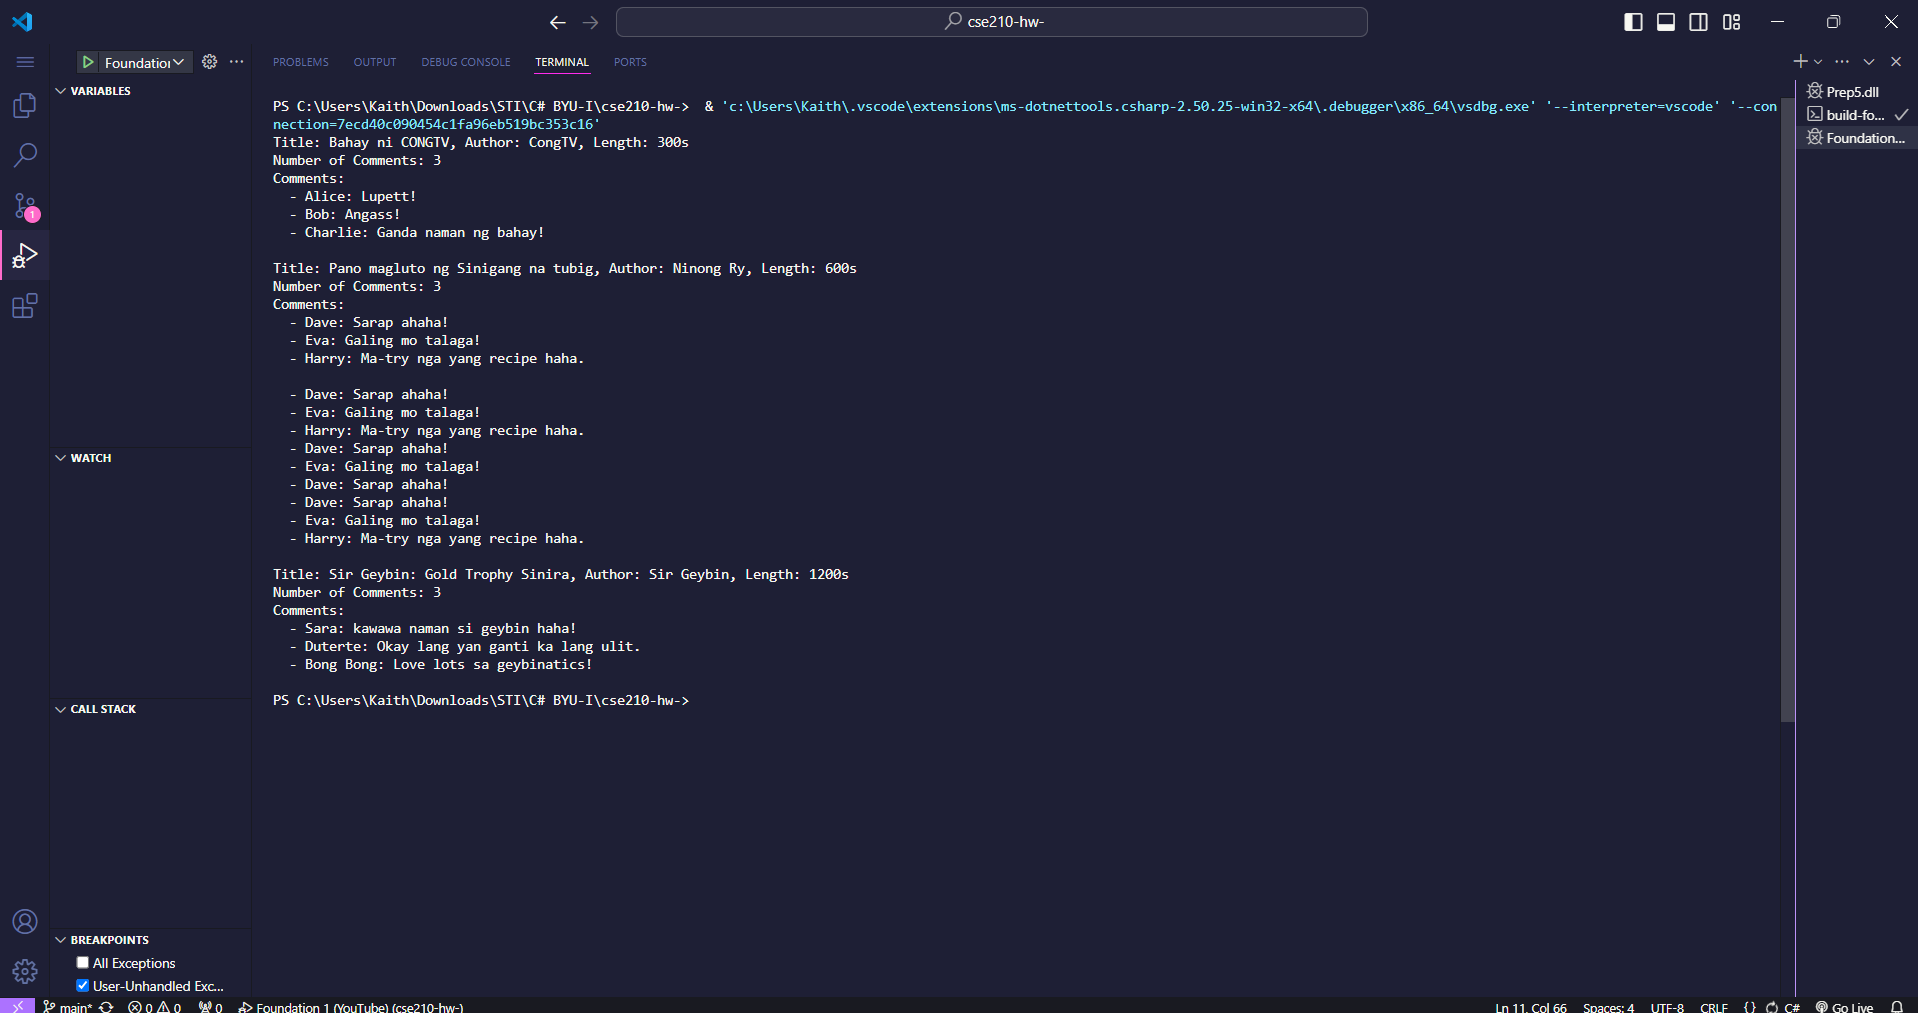 cse210-hw-
Foundation
PROBLEMS OUTPUT DEBUG CONSOLE TERMINAL PORTS
VARIABLES
WATCH
CALL STACK
BREAKPOINTS
All Exceptions
User-Unhandled Exc...
1
PS C:\Users\Kaith\Downloads\STI\C# BYU-I\cse210-hw-> & 'c:\Users\Kaith\.vscode\extensions\ms-dotnettools.csharp-2.50.25-win32-x64\.debugger\x86_64\vsdbg.exe' '--interpreter=vscode' '--con
nection=7ecd40c090454c1fa96eb519bc353c16'
Title: Bahay ni CONGTV, Author: CongTV, Length: 300s
Number of Comments: 3
Comments:
- Alice: Lupett!
- Bob: Angass!
- Charlie: Ganda naman ng bahay!
Title: Pano magluto ng Sinigang na tubig, Author: Ninong Ry, Length: 600s
Number of Comments: 3
Comments:
- Dave: Sarap ahaha!
- Eva: Galing mo talaga!
- Harry: Ma-try nga yang recipe haha.
- Dave: Sarap ahaha!
- Eva: Galing mo talaga!
- Harry: Ma-try nga yang recipe haha.
- Dave: Sarap ahaha!
- Eva: Galing mo talaga!
- Dave: Sarap ahaha!
- Dave: Sarap ahaha!
- Eva: Galing mo talaga!
- Harry: Ma-try nga yang recipe haha.
Title: Sir Geybin: Gold Trophy Sinira, Author: Sir Geybin, Length: 1200s
Number of Comments: 3
Comments:
- Sara: kawawa naman si geybin haha!
- Duterte: Okay lang yan ganti ka lang ulit.
- Bong Bong: Love lots sa geybinatics!
PS C:\Users\Kaith\Downloads\STI\C# BYU-I\cse210-hw->
Prep5.dll
build-fo...
Foundation...
main* 0 0 0 Foundation 1 (YouTube) (cse210-hw-) Ln 11, Col 66 Spaces: 4 UTF-8 CRLF {} C# Go Live